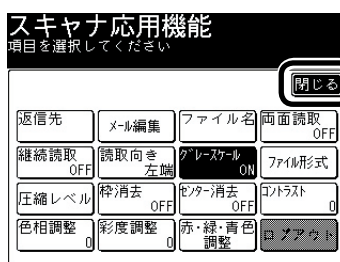 スキャナ応用機能
項目を選択してください
閉じる
返信先 メール編集 ファイル名 両面読取 OFF
継続読取 OFF 読取向き 左端 グレースケール ON ファイル形式
圧縮レベル 枠消去 OFF センター消去 OFF コントラスト 0
色相調整 0 彩度調整 0 赤・緑・青色調整 ログアウト